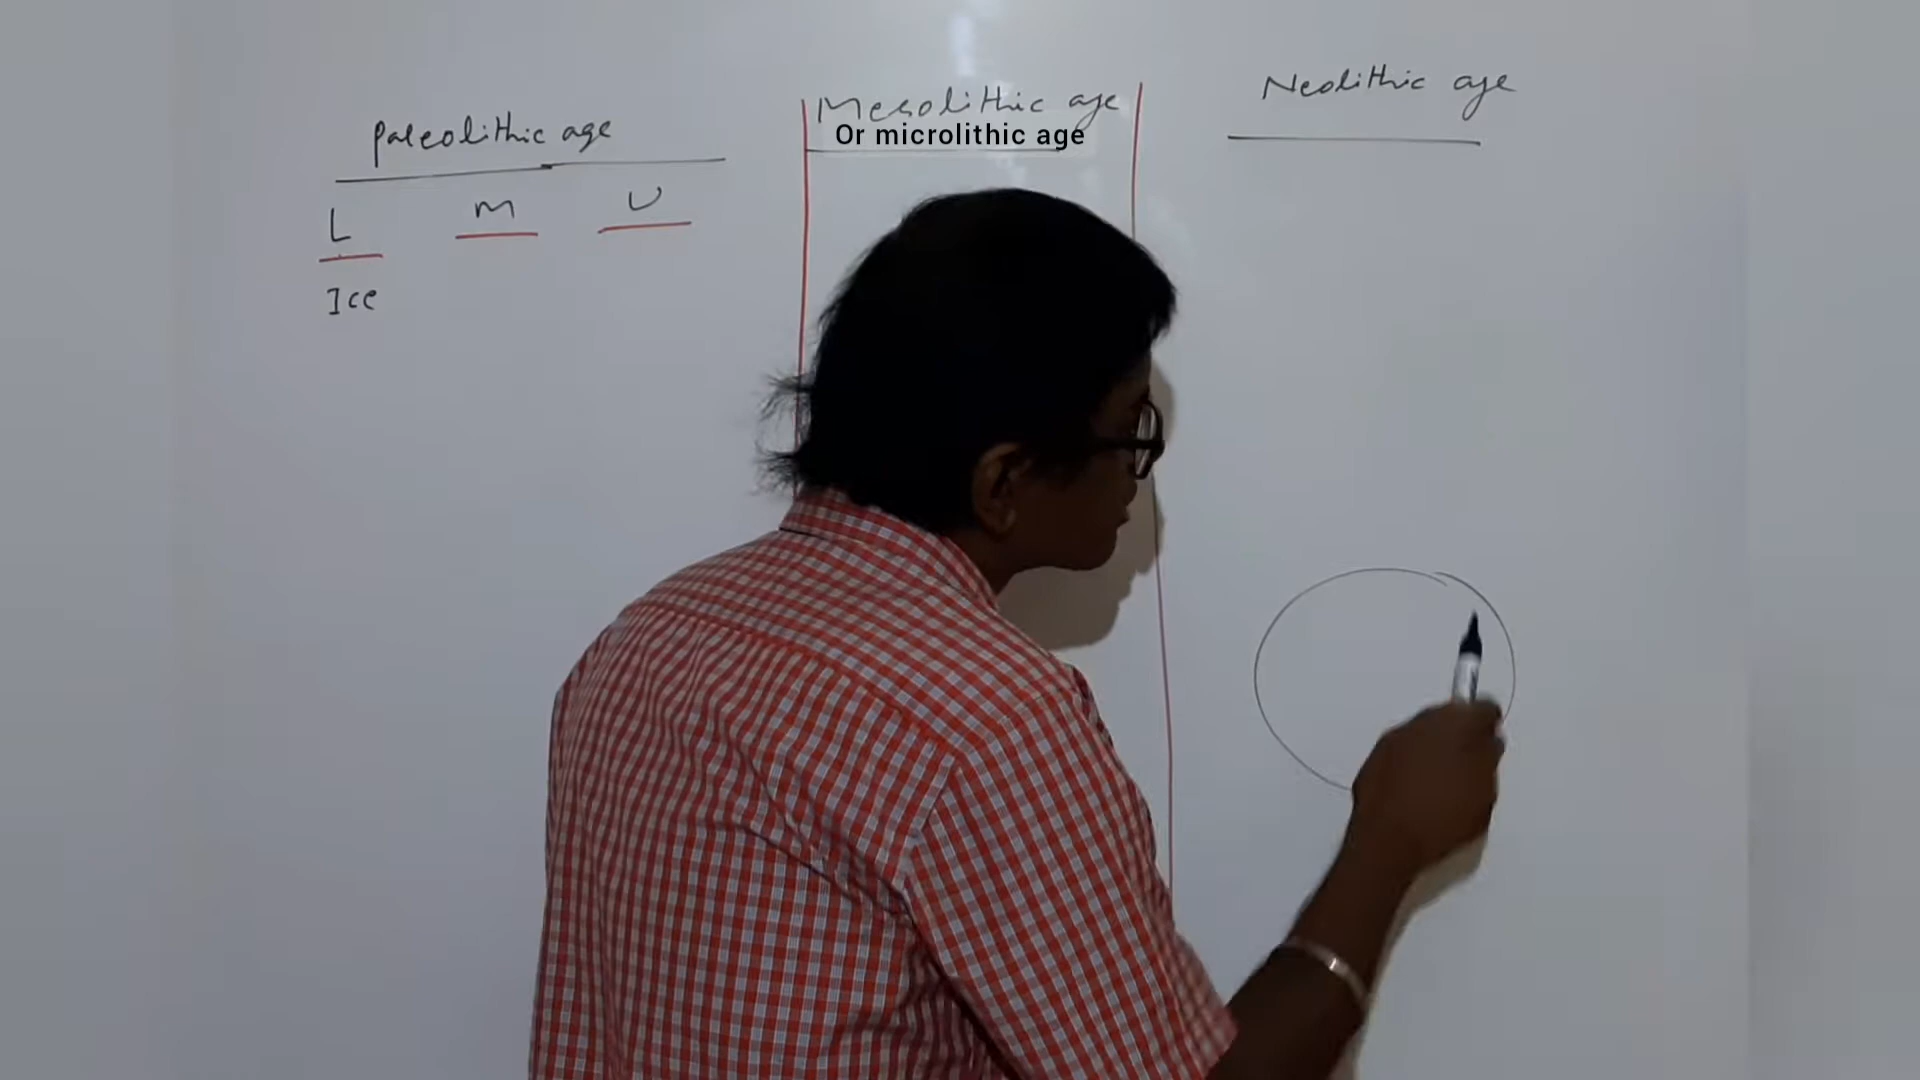 Paleolithic age
L M U
Ice
Mesolithic age
Or microlithic age
Neolithic age